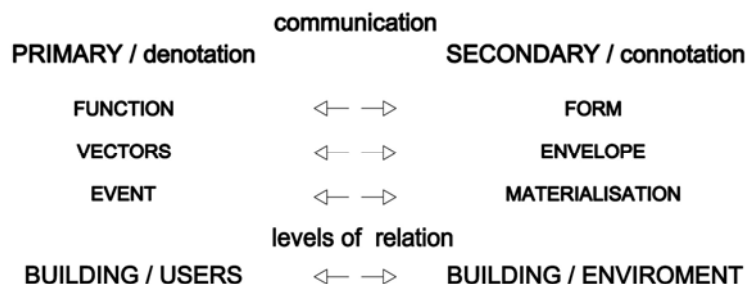 communication
PRIMARY / denotation SECONDARY / connotation
FUNCTION FORM
VECTORS ENVELOPE
EVENT MATERIALISATION
levels of relation
BUILDING / USERS BUILDING / ENVIROMENT